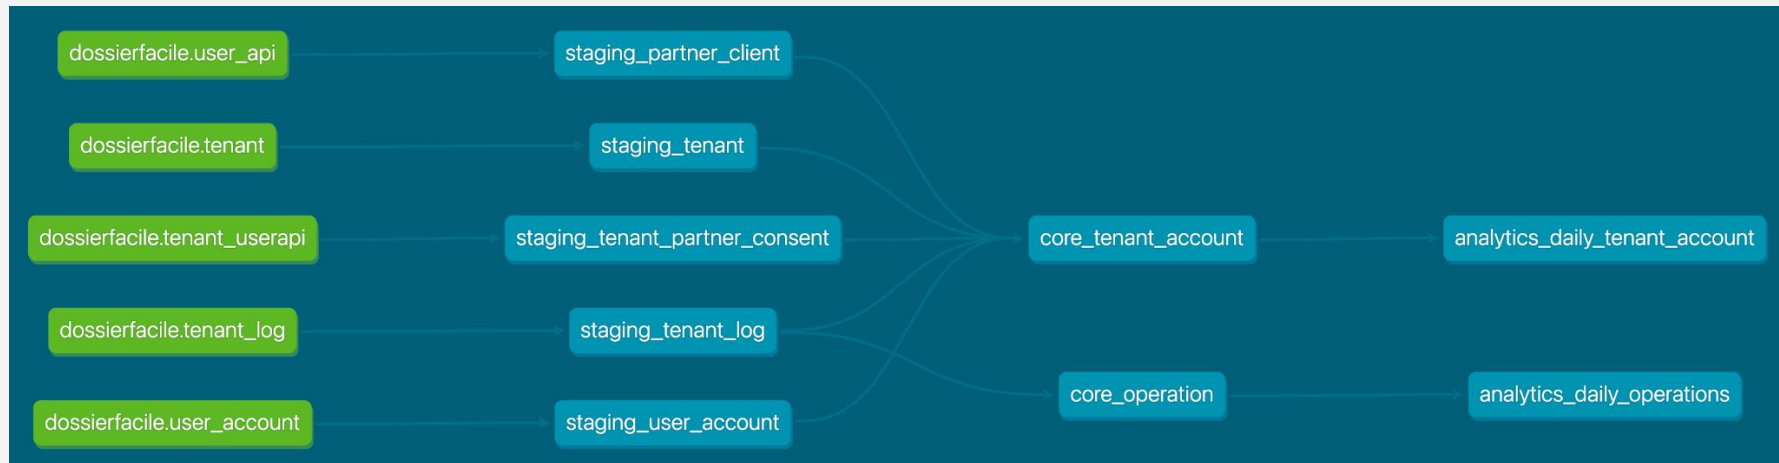 dossierfacile.user_api
staging_partner_client
dossierfacile.tenant
staging_tenant
dossierfacile.tenant_userapi
staging_tenant_partner_consent
core_tenant_account
analytics_daily_tenant_account
dossierfacile.tenant_log
staging_tenant_log
core_operation
analytics_daily_operations
dossierfacile.user_account
staging_user_account